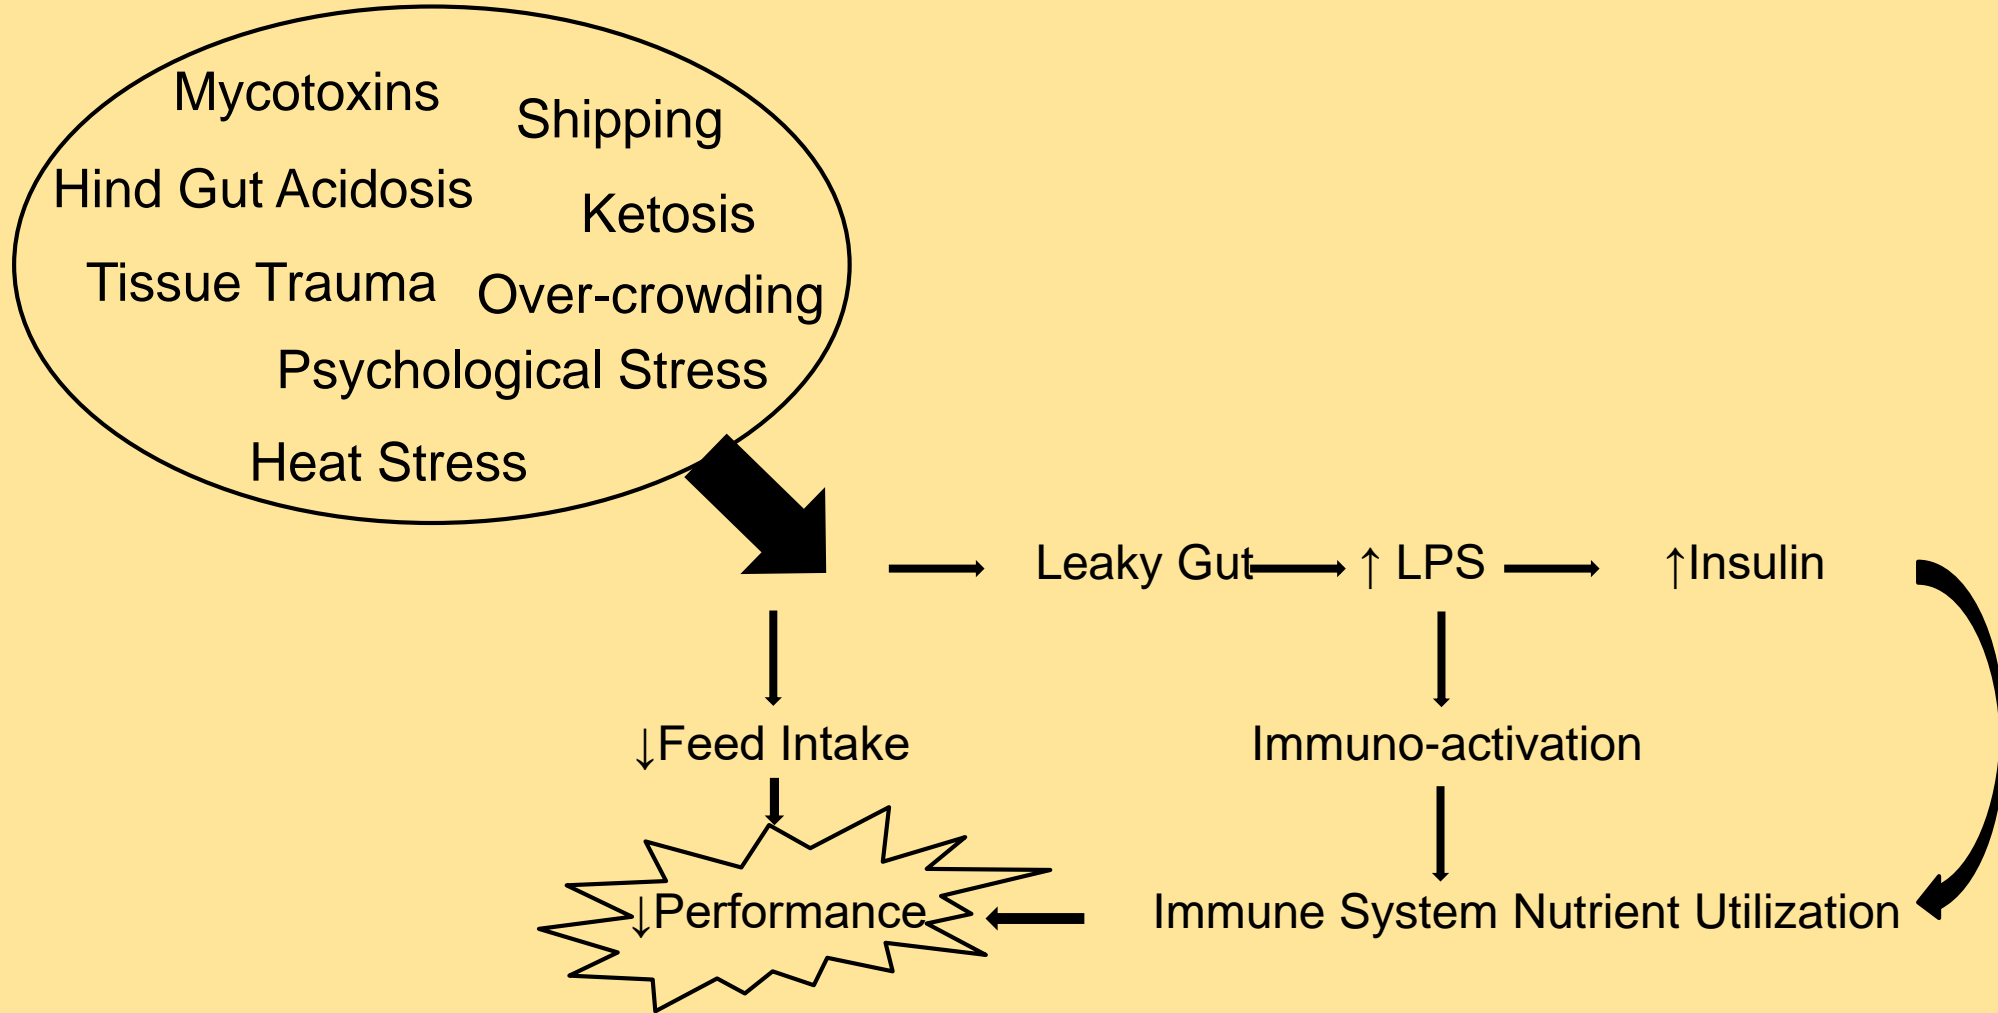 Mycotoxins
Shipping
Hind Gut Acidosis
Ketosis
Tissue Trauma
Over-crowding
Psychological Stress
Heat Stress
Leaky Gut
↑ LPS
↑Insulin
↓Feed Intake
Immuno-activation
↓Performance
Immune System Nutrient Utilization